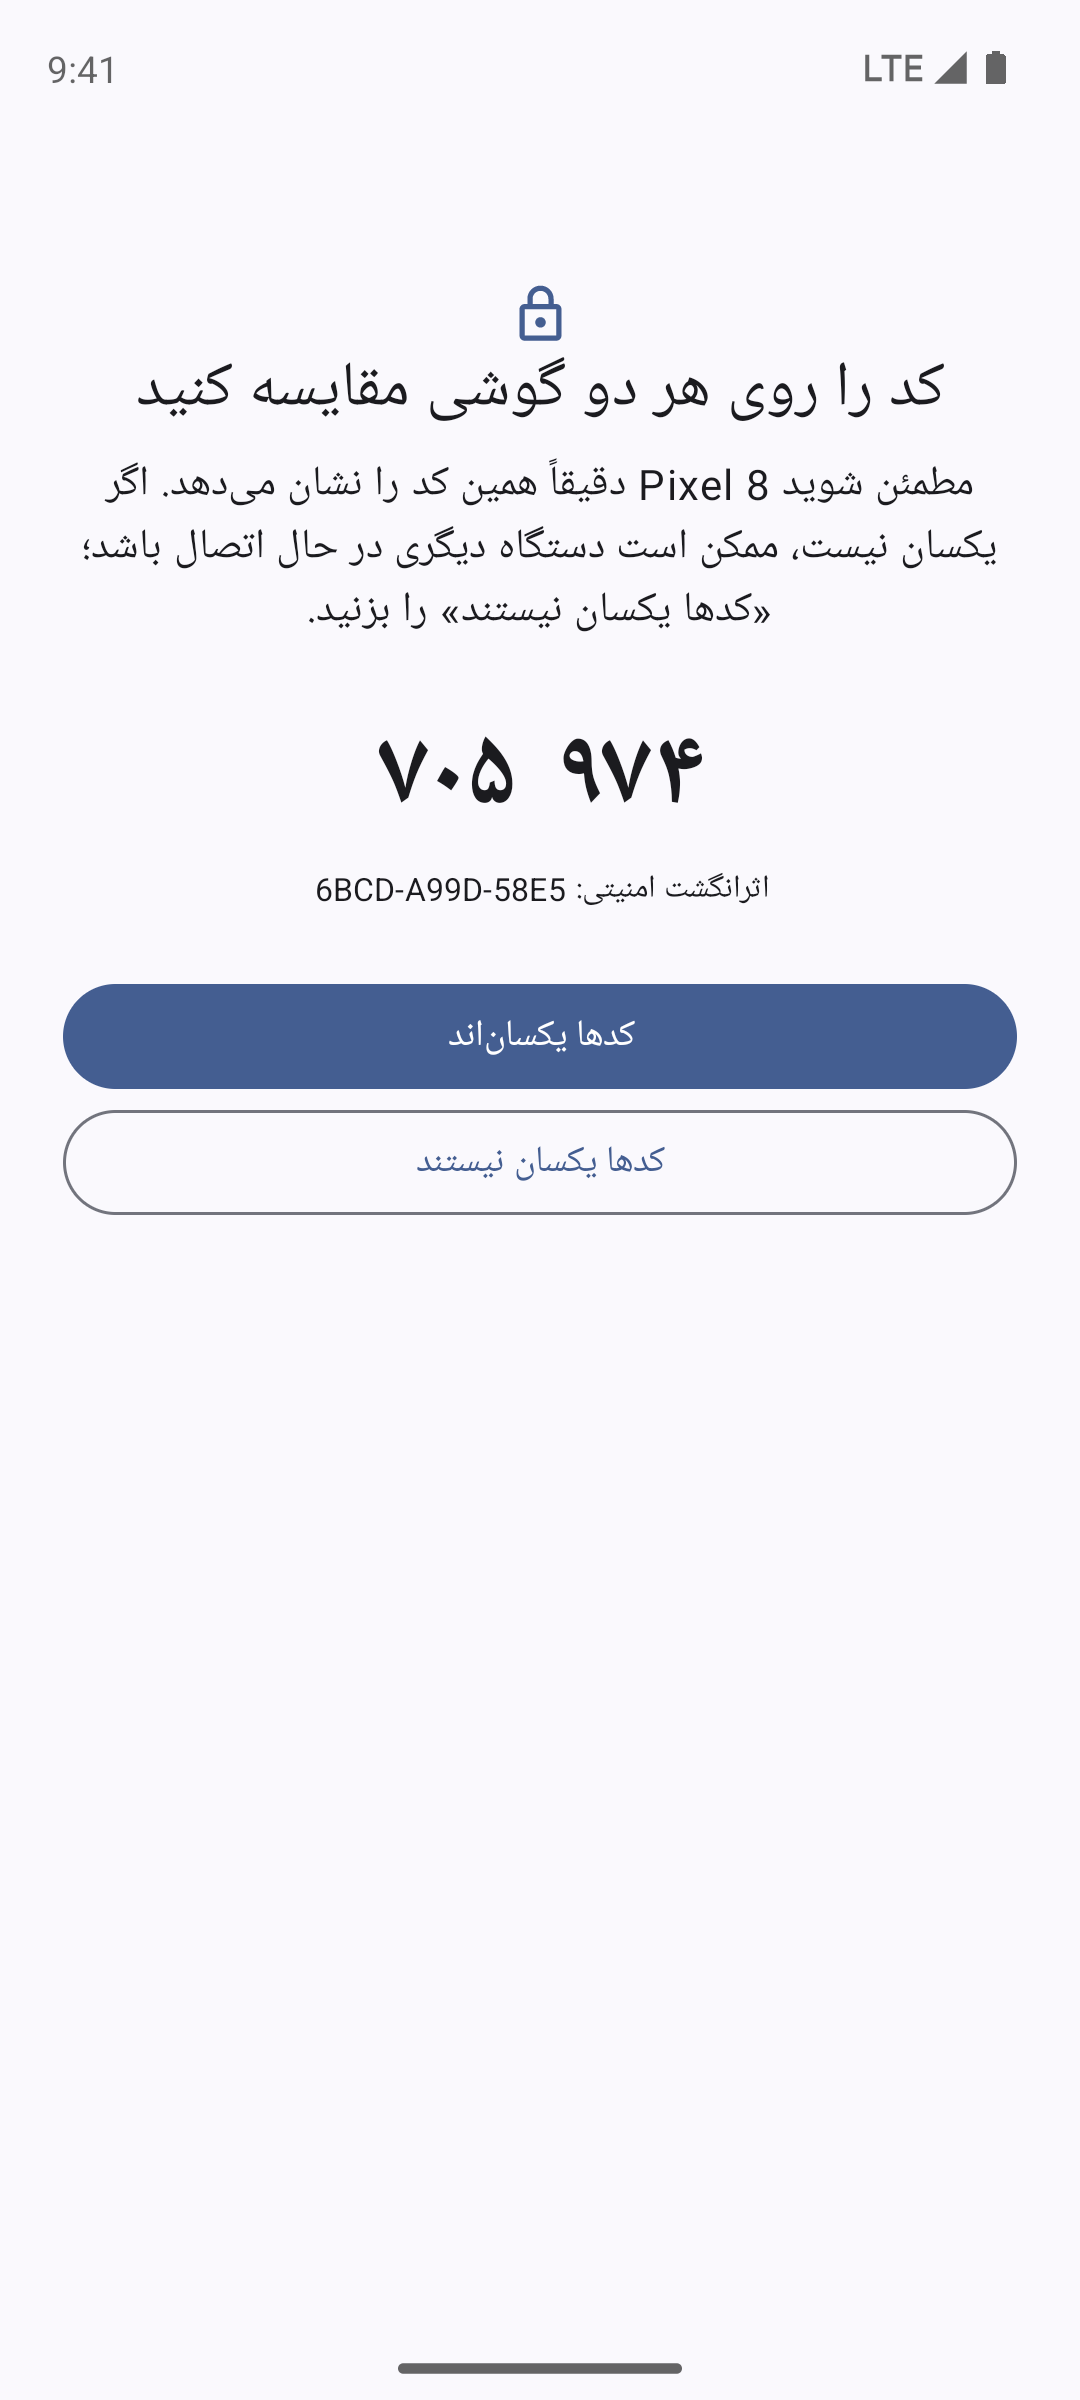 9:41
LTE
کد را روی هر دو گوشی مقایسه کنید
مطمئن شوید Pixel 8 دقیقاً همین کد را نشان می‌دهد. اگر
یکسان نیست، ممکن است دستگاه دیگری در حال اتصال باشد؛
«کدها یکسان نیستند» را بزنید.
۷۰۵ ۹۷۴
اثرانگشت امنیتی: 6BCD-A99D-58E5
کدها یکسان‌اند
کدها یکسان نیستند